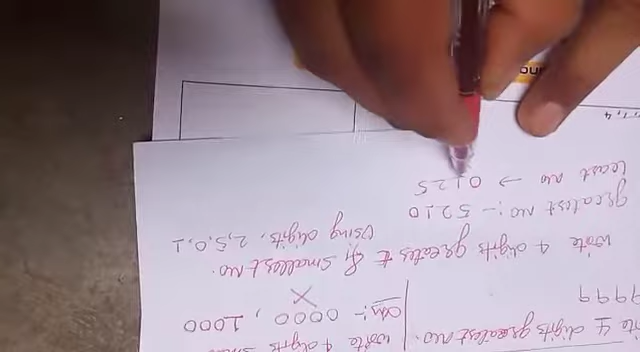 4 digits greatest no.
write 4 digits
9999
Ans :- 0000, 1000
X
Write 4 digits greatest & smallest no.
Using digits, 2,5,0,1
greatest no:- 5210
Least no → 0125